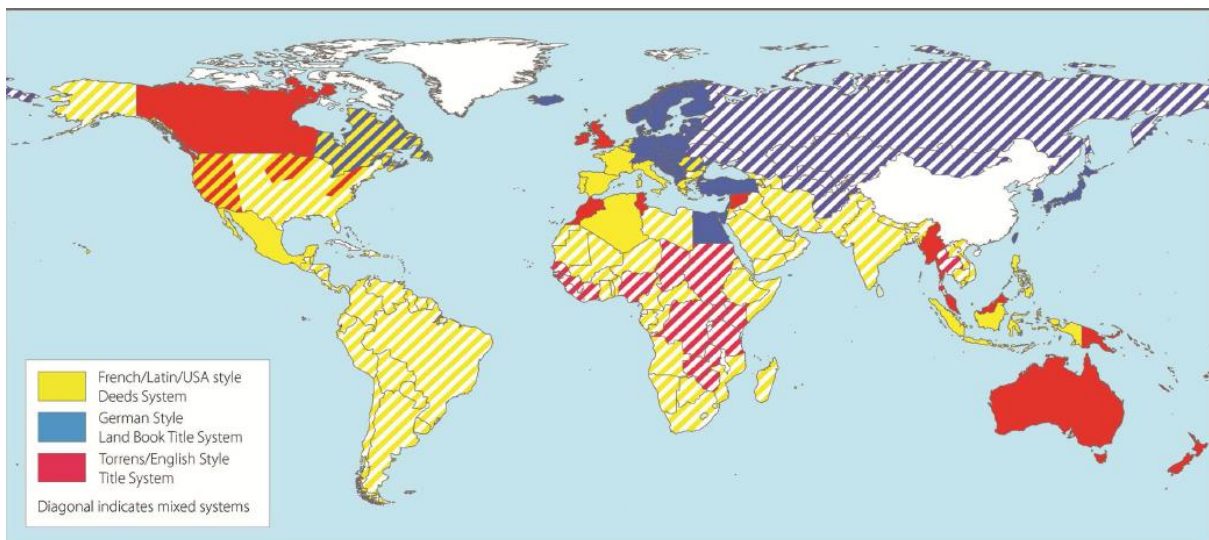 French/Latin/USA style
Deeds System
German Style
Land Book Title System
Torrens/English Style
Title System
Diagonal indicates mixed systems